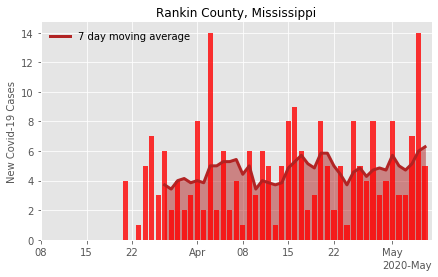 Rankin County, Mississippi
7 day moving average
New Covid-19 Cases
14
12
10
8
6
4
2
0
08 15 22 Apr 08 15 22 May
2020-May